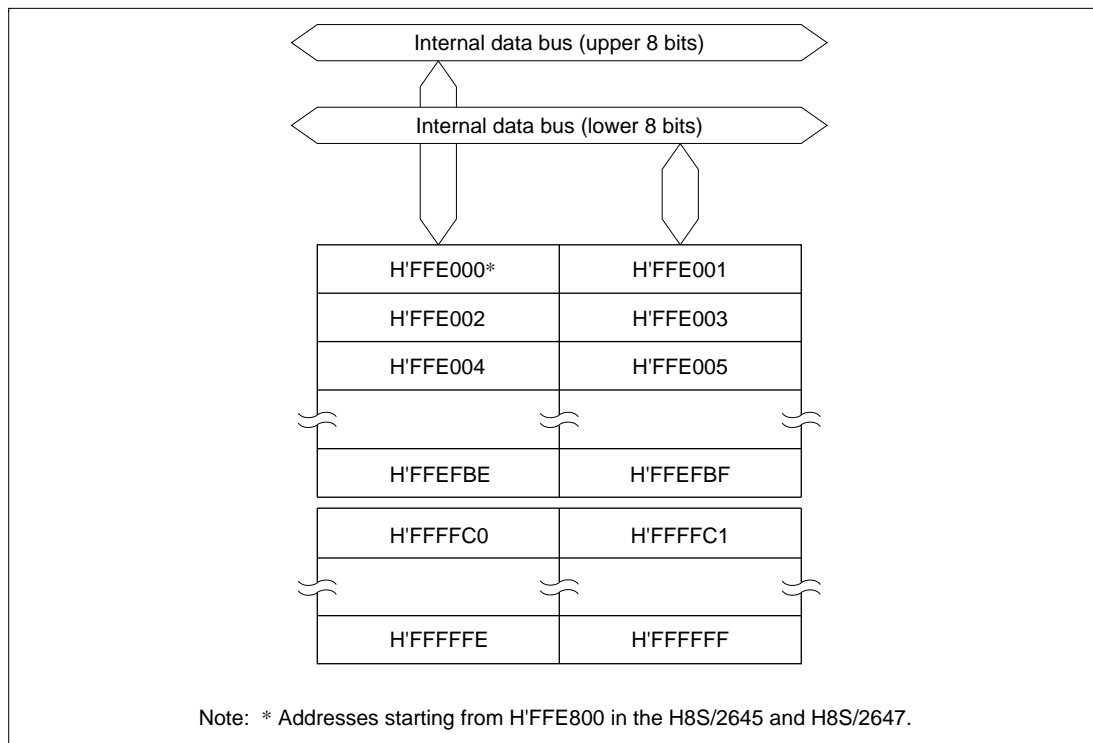 Internal data bus (upper 8 bits)
Internal data bus (lower 8 bits)
H'FFE000* H'FFE001
H'FFE002 H'FFE003
H'FFE004 H'FFE005
H'FFEFBE H'FFEFBF
H'FFFFC0 H'FFFFC1
H'FFFFFE H'FFFFFF
Note: * Addresses starting from H'FFE800 in the H8S/2645 and H8S/2647.